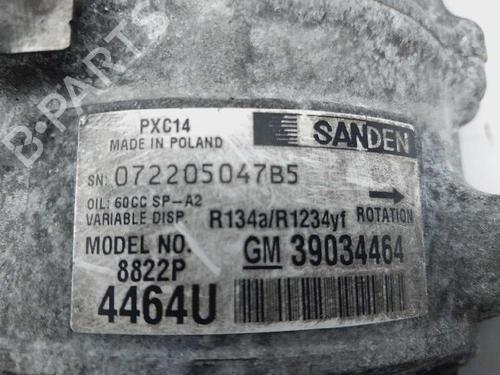 PXC14
MADE IN POLAND
SANDEN
SN: 072205047B5
OIL: 60CC SP-A2
VARIABLE DISP.
R134a/R1234yf ROTATION
MODEL NO. GM 39034464
8822P
4464U
B-PARTS